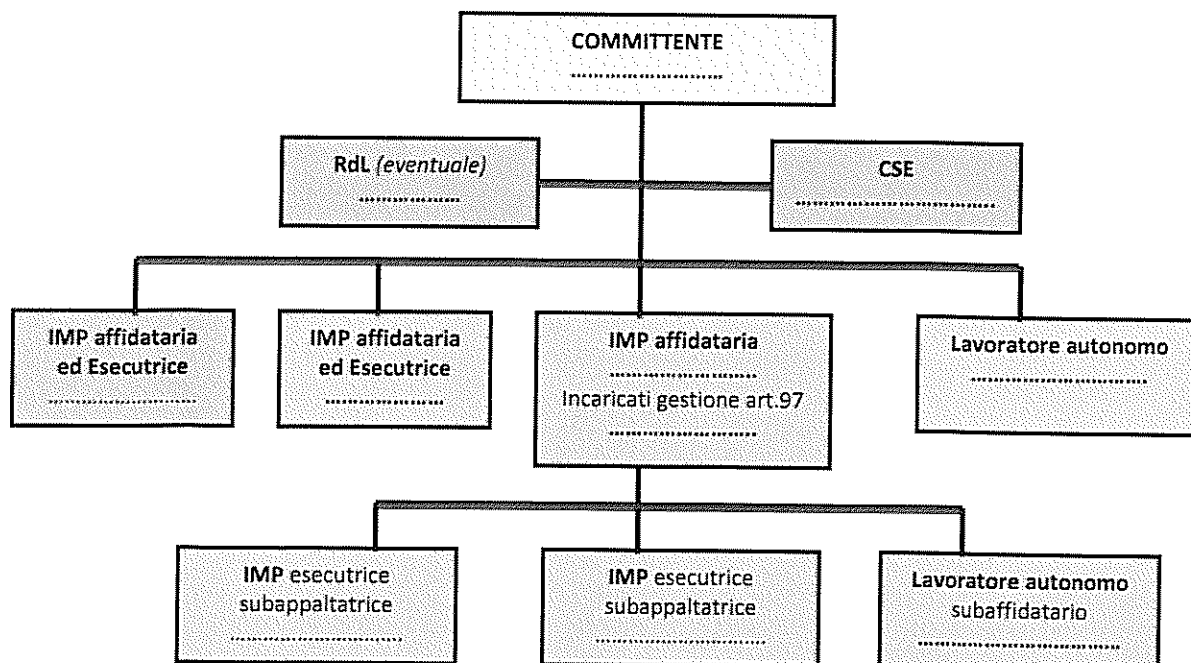 COMMITTENTE
........................
RdL (eventuale)
................
CSE
................................
IMP affidataria
ed Esecutrice
........................
IMP affidataria
ed Esecutrice
...................
IMP affidataria
.......................
Incaricati gestione art.97
.......................
Lavoratore autonomo
............................
IMP esecutrice
subappaltatrice
...........................
IMP esecutrice
subappaltatrice
...........................
Lavoratore autonomo
subaffidatario
............................